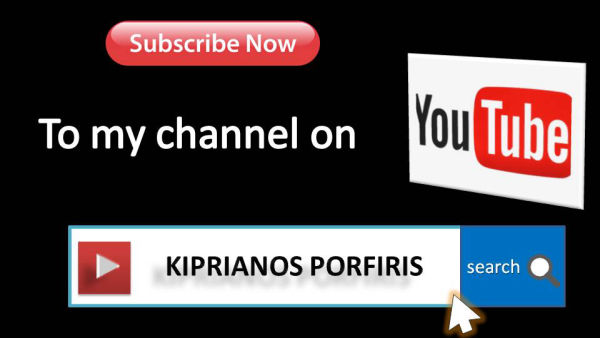 Subscribe Now
To my channel on
YouTube
KIPRIANOS PORFIRIS
search